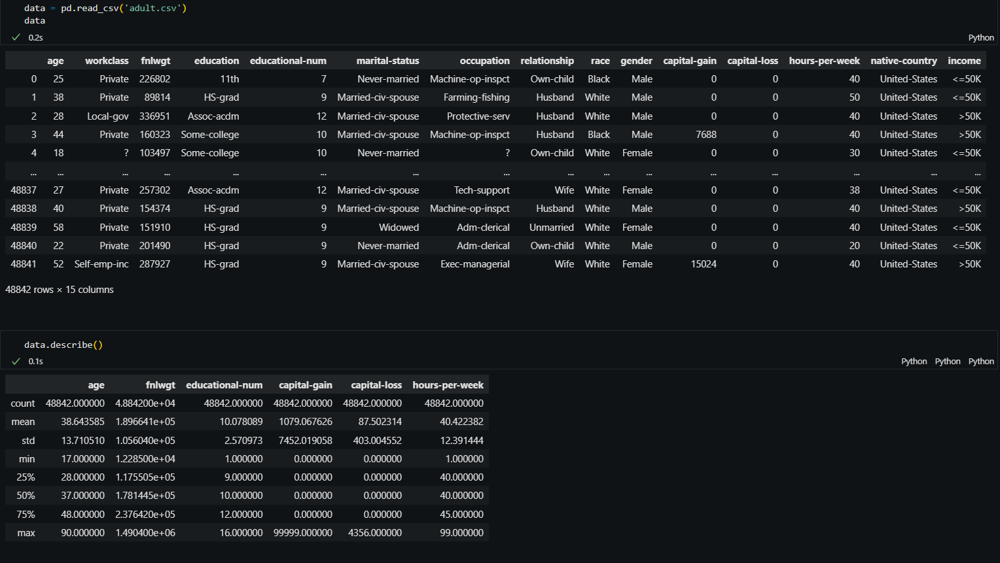 data = pd.read_csv('adult.csv')
data
0.2s
Python
age workclass fnlwgt education educational-num marital-status occupation relationship race gender capital-gain capital-loss hours-per-week native-country income
0 25 Private 226802 11th 7 Never-married Machine-op-inspct Own-child Black Male 0 0 40 United-States <=50K
1 38 Private 89814 HS-grad 9 Married-civ-spouse Farming-fishing Husband White Male 0 0 50 United-States <=50K
2 28 Local-gov 336951 Assoc-acdm 12 Married-civ-spouse Protective-serv Husband White Male 0 0 40 United-States >50K
3 44 Private 160323 Some-college 10 Married-civ-spouse Machine-op-inspct Husband Black Male 7688 0 40 United-States >50K
4 18 ? 103497 Some-college 10 Never-married ? Own-child White Female 0 0 30 United-States <=50K
... ... ... ... ... ... ... ... ... ... ... ... ... ... ... ...
48837 27 Private 257302 Assoc-acdm 12 Married-civ-spouse Tech-support Wife White Female 0 0 38 United-States <=50K
48838 40 Private 154374 HS-grad 9 Married-civ-spouse Machine-op-inspct Husband White Male 0 0 40 United-States >50K
48839 58 Private 151910 HS-grad 9 Widowed Adm-clerical Unmarried White Female 0 0 40 United-States <=50K
48840 22 Private 201490 HS-grad 9 Never-married Adm-clerical Own-child White Male 0 0 20 United-States <=50K
48841 52 Self-emp-inc 287927 HS-grad 9 Married-civ-spouse Exec-managerial Wife White Female 15024 0 40 United-States >50K
48842 rows × 15 columns
data.describe()
0.1s
Python Python Python
age fnlwgt educational-num capital-gain capital-loss hours-per-week
count 48842.000000 4.884200e+04 48842.000000 48842.000000 48842.000000 48842.000000
mean 38.643585 1.896641e+05 10.078089 1079.067626 87.502314 40.422382
std 13.710510 1.056040e+05 2.570973 7452.019058 403.004552 12.391444
min 17.000000 1.228500e+04 1.000000 0.000000 0.000000 1.000000
25% 28.000000 1.175505e+05 9.000000 0.000000 0.000000 40.000000
50% 37.000000 1.781445e+05 10.000000 0.000000 0.000000 40.000000
75% 48.000000 2.376420e+05 12.000000 0.000000 0.000000 45.000000
max 90.000000 1.490400e+06 16.000000 99999.000000 4356.000000 99.000000